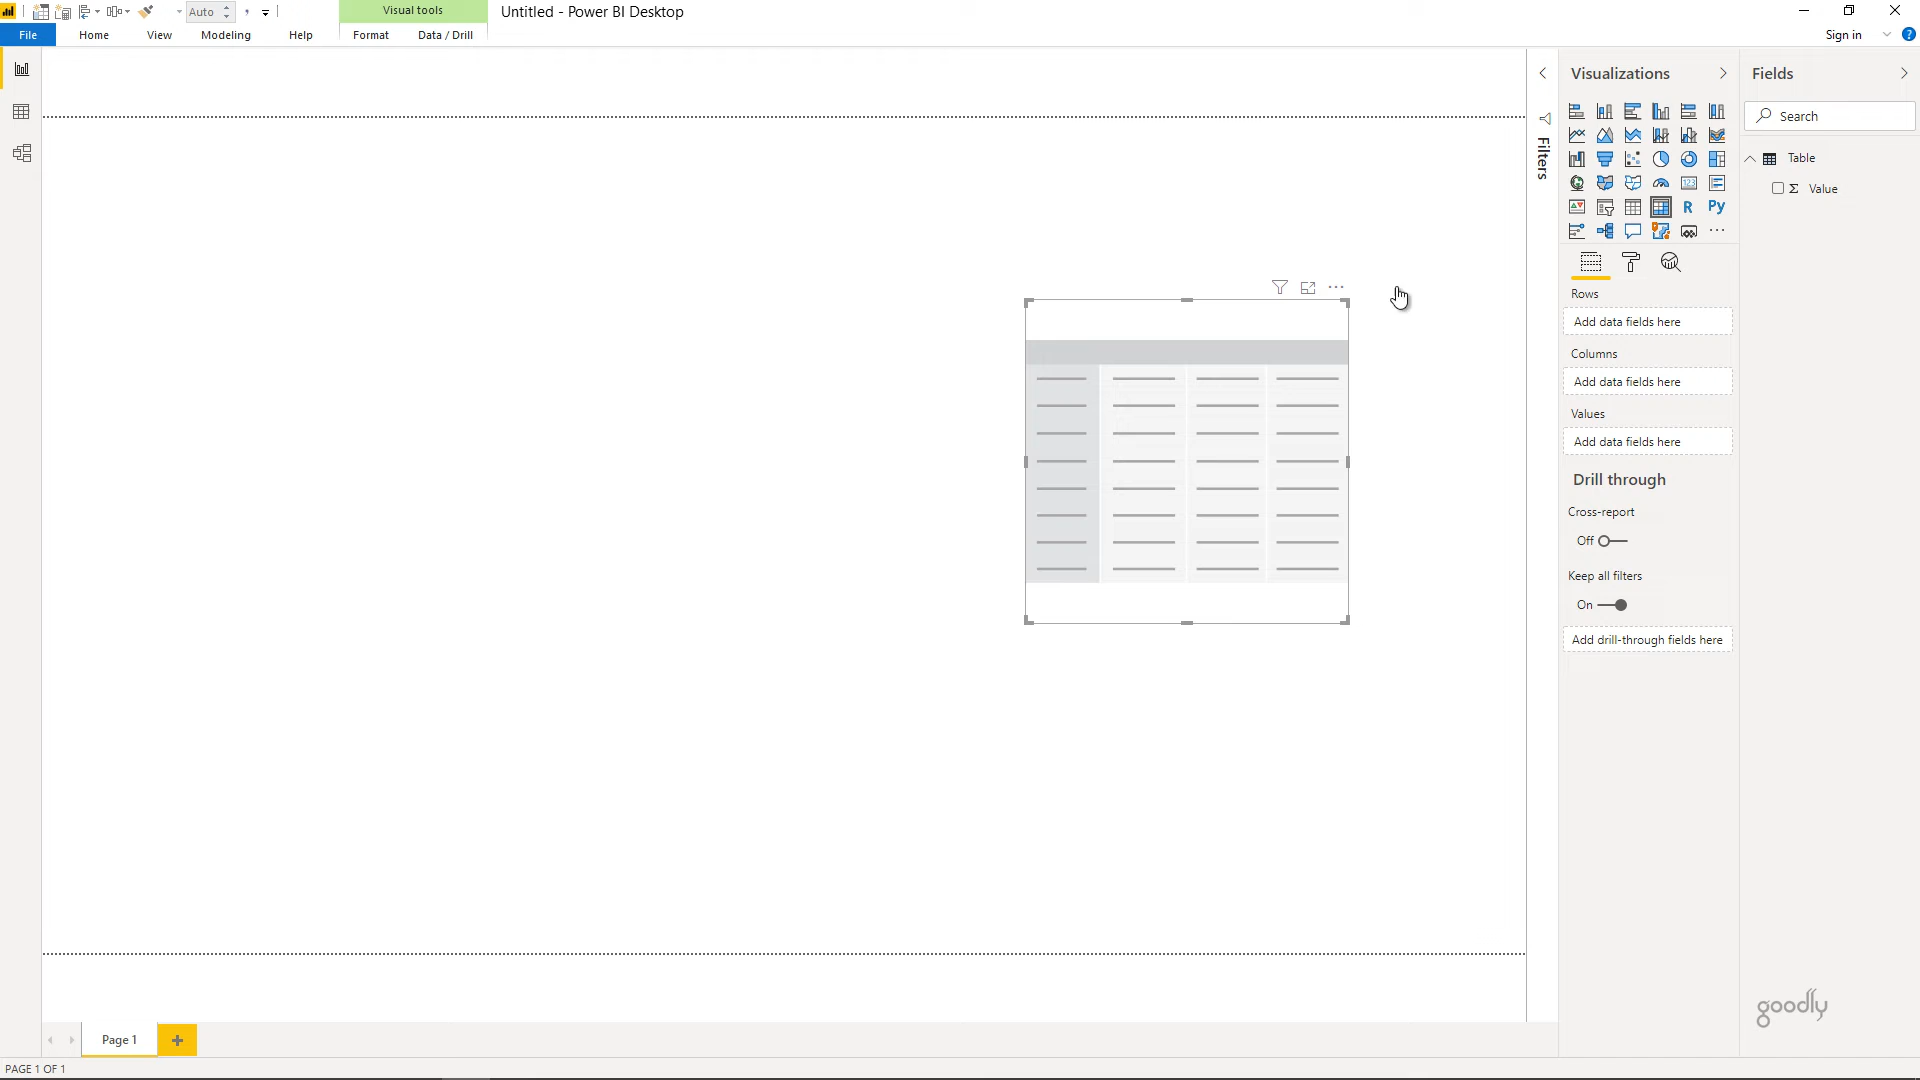 Auto
Visual tools
Untitled - Power BI Desktop
File
Home
View
Modeling
Help
Format
Data / Drill
Sign in
?
Filters
Visualizations
123
R
Py
Rows
Add data fields here
Columns
Add data fields here
Values
Add data fields here
Drill through
Cross-report
Off
Keep all filters
On
Add drill-through fields here
Fields
Search
Table
Σ Value
goodly
Page 1
PAGE 1 OF 1